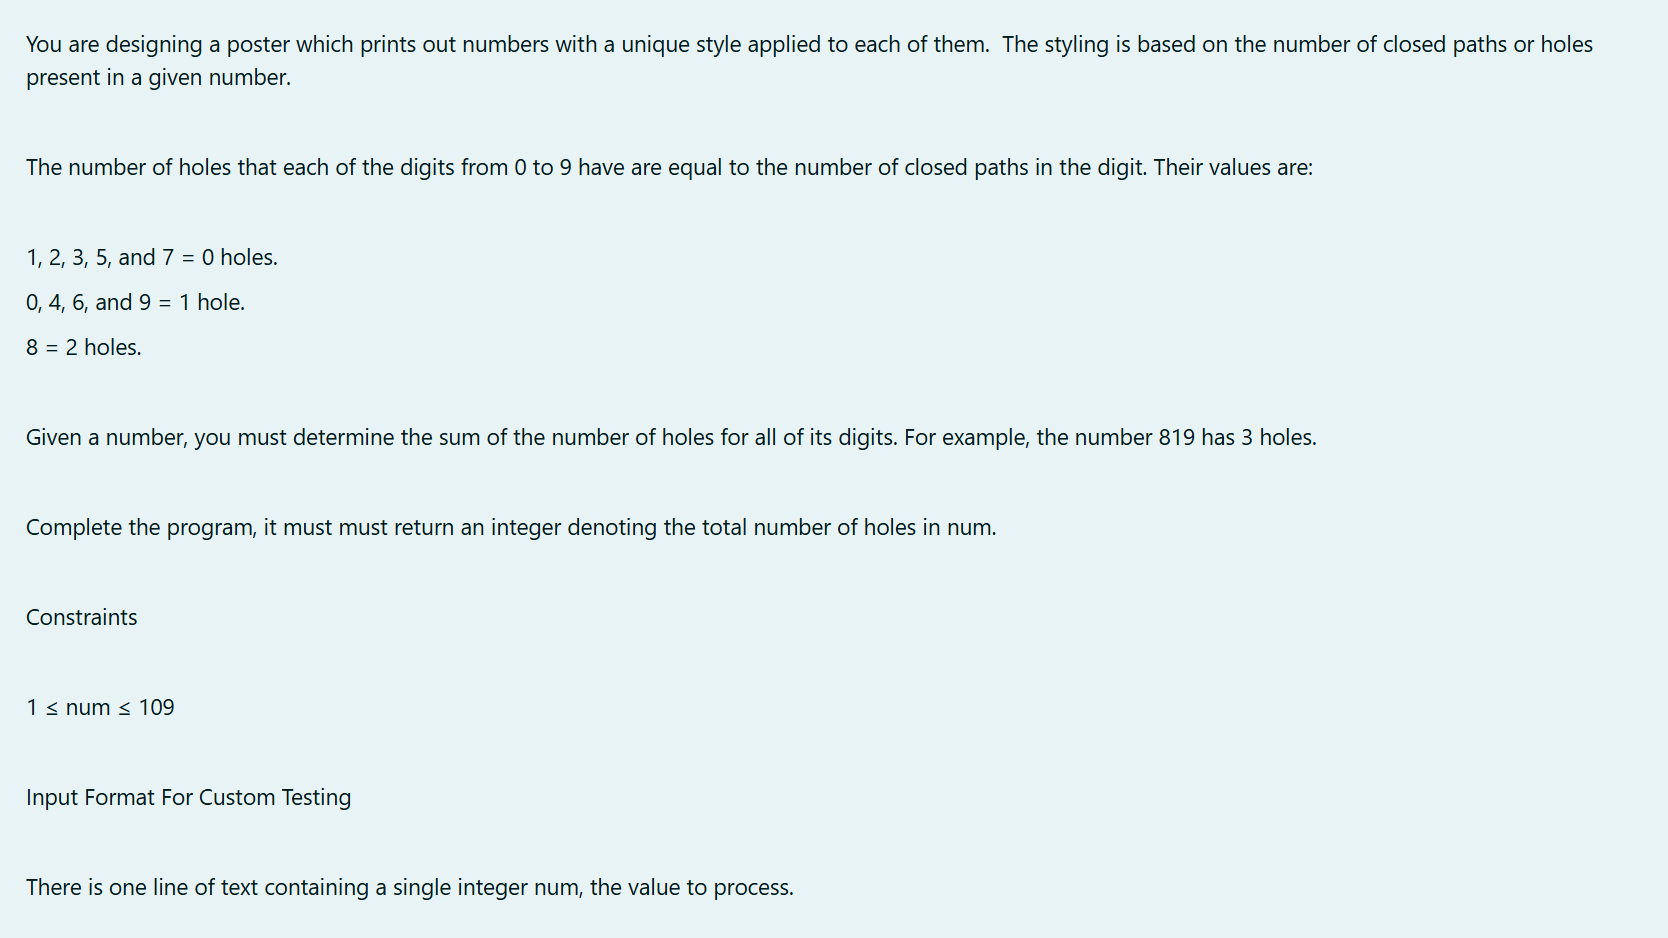 You are designing a poster which prints out numbers with a unique style applied to each of them.  The styling is based on the number of closed paths or holes
present in a given number.
The number of holes that each of the digits from 0 to 9 have are equal to the number of closed paths in the digit. Their values are:
1, 2, 3, 5, and 7 = 0 holes.
0, 4, 6, and 9 = 1 hole.
8 = 2 holes.
Given a number, you must determine the sum of the number of holes for all of its digits. For example, the number 819 has 3 holes.
Complete the program, it must must return an integer denoting the total number of holes in num.
Constraints
1 ≤ num ≤ 109
Input Format For Custom Testing
There is one line of text containing a single integer num, the value to process.